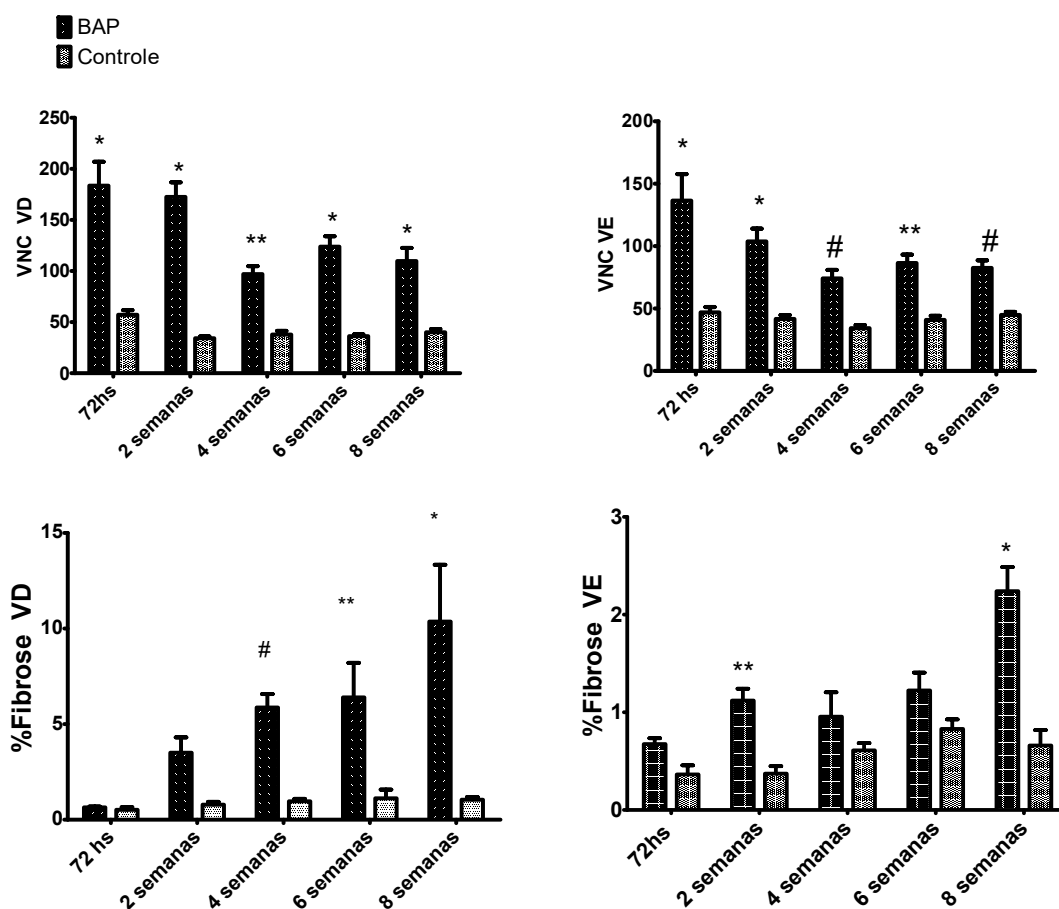 BAP
Controle
VNC VD
250
200
150
100
50
0
* * ** * *
72hs
2 semanas
4 semanas
6 semanas
8 semanas
VNC VE
200
150
100
50
0
* * # ** #
72 hs
2 semanas
4 semanas
6 semanas
8 semanas
%Fibrose VD
15
10
5
0
# ** *
72 hs
2 semanas
4 semanas
6 semanas
8 semanas
%Fibrose VE
3
2
1
0
** *
72hs
2 semanas
4 semanas
6 semanas
8 semanas